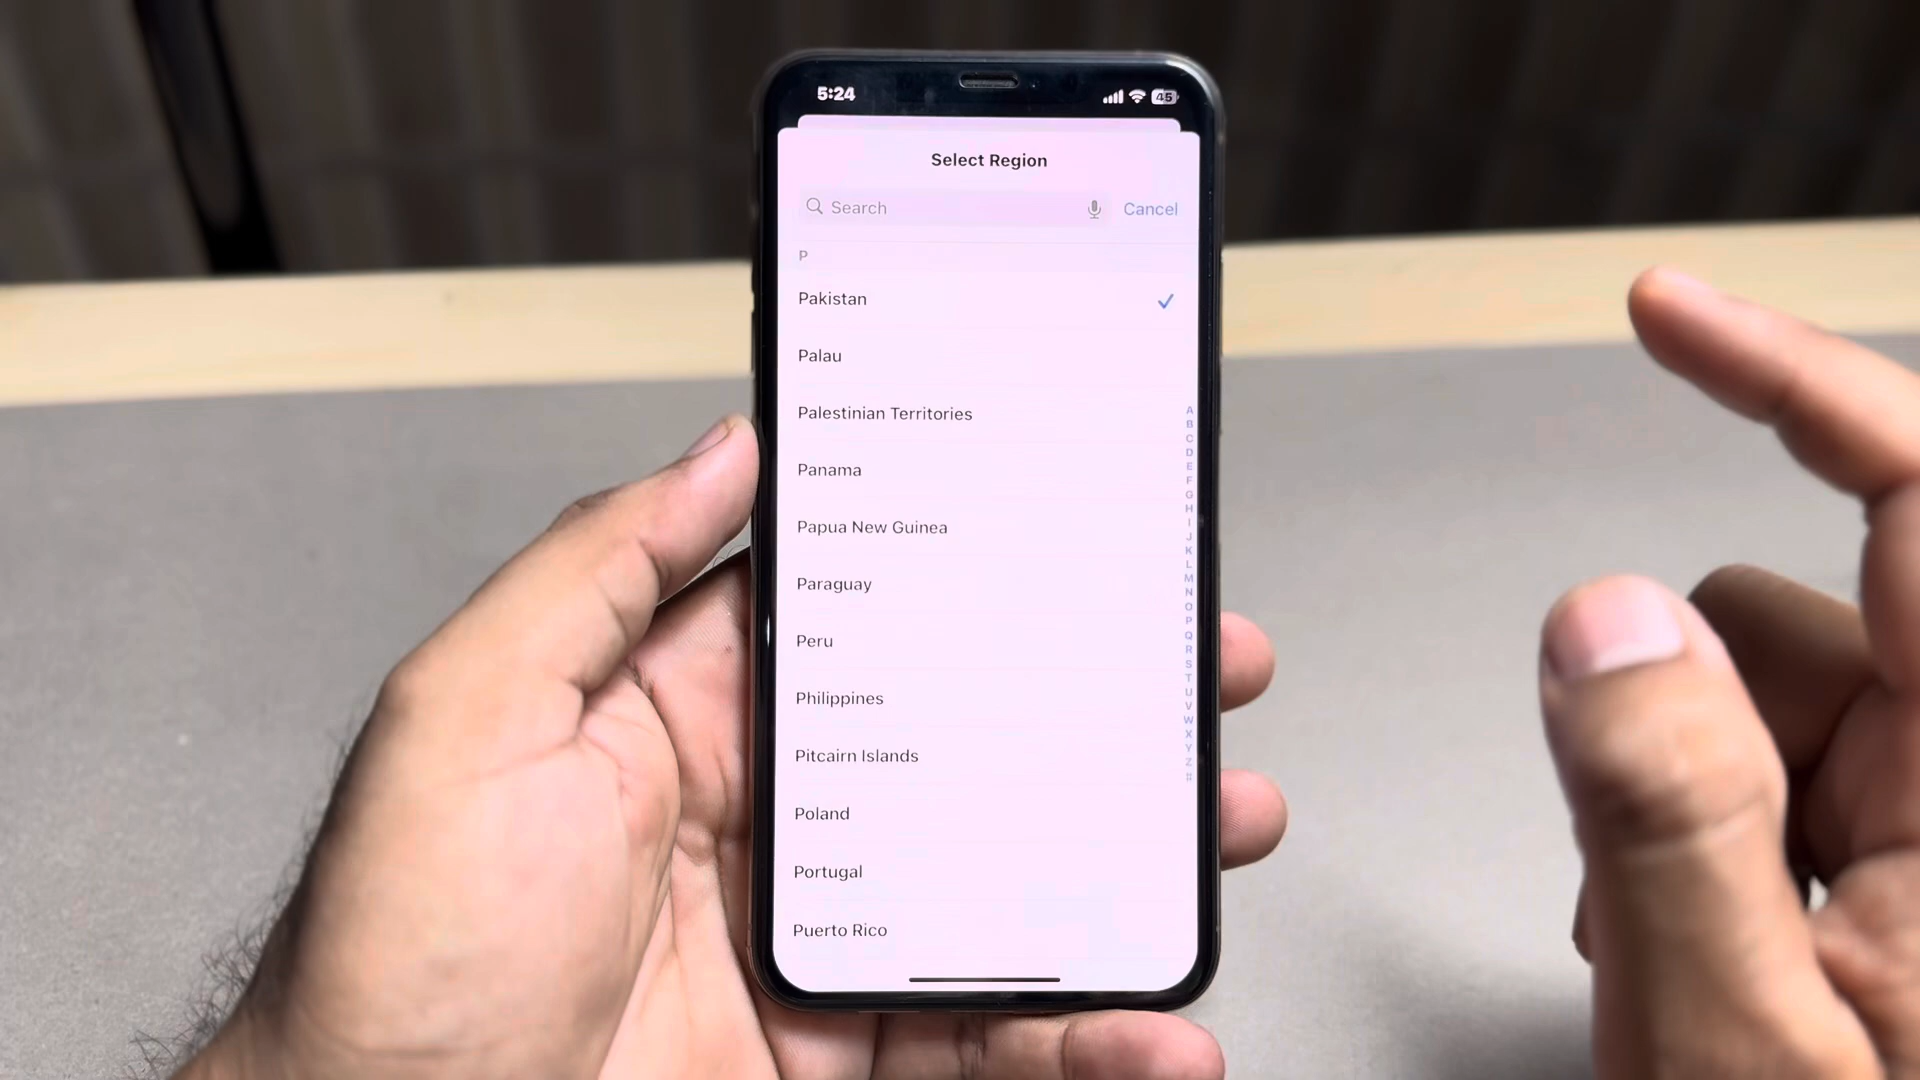 5:24
45
Select Region
Search
Cancel
P
Pakistan
Palau
Palestinian Territories
Panama
Papua New Guinea
Paraguay
Peru
Philippines
Pitcairn Islands
Poland
Portugal
Puerto Rico
A
B
C
D
E
F
G
H
I
J
K
L
M
N
O
P
Q
R
S
T
U
V
W
X
Y
Z
#